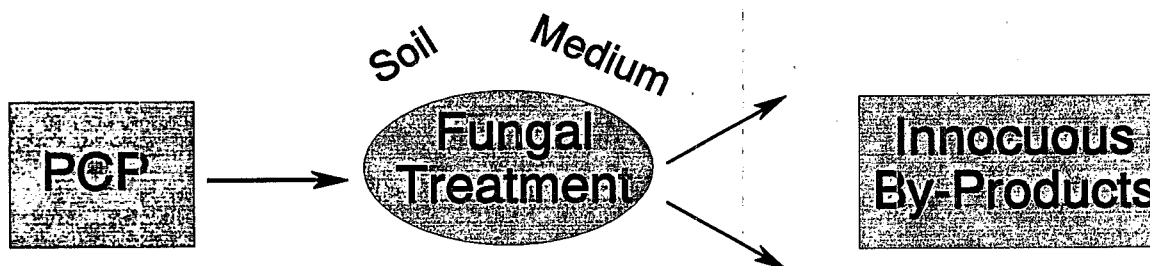 Soil Medium
PCP
Fungal
Treatment
Innocuous
By-Products